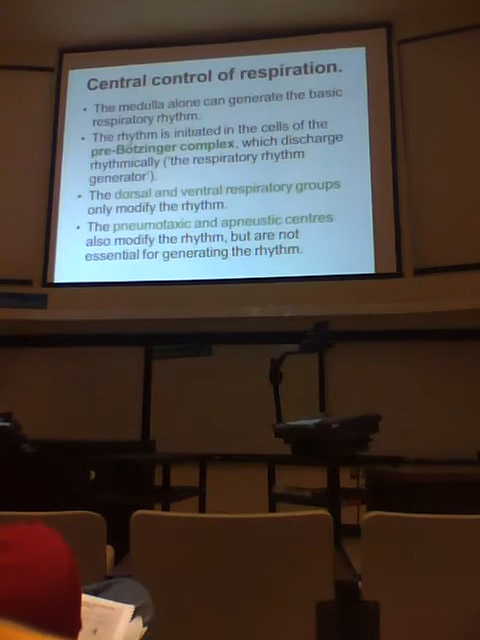 Central control of respiration.
• The medulla alone can generate the basic
respiratory rhythm.
• The rhythm is initiated in the cells of the
pre-Bötzinger complex, which discharge
rhythmically ('the respiratory rhythm
generator').
• The dorsal and ventral respiratory groups
only modify the rhythm.
• The pneumotaxic and apneustic centres
also modify the rhythm, but are not
essential for generating the rhythm.